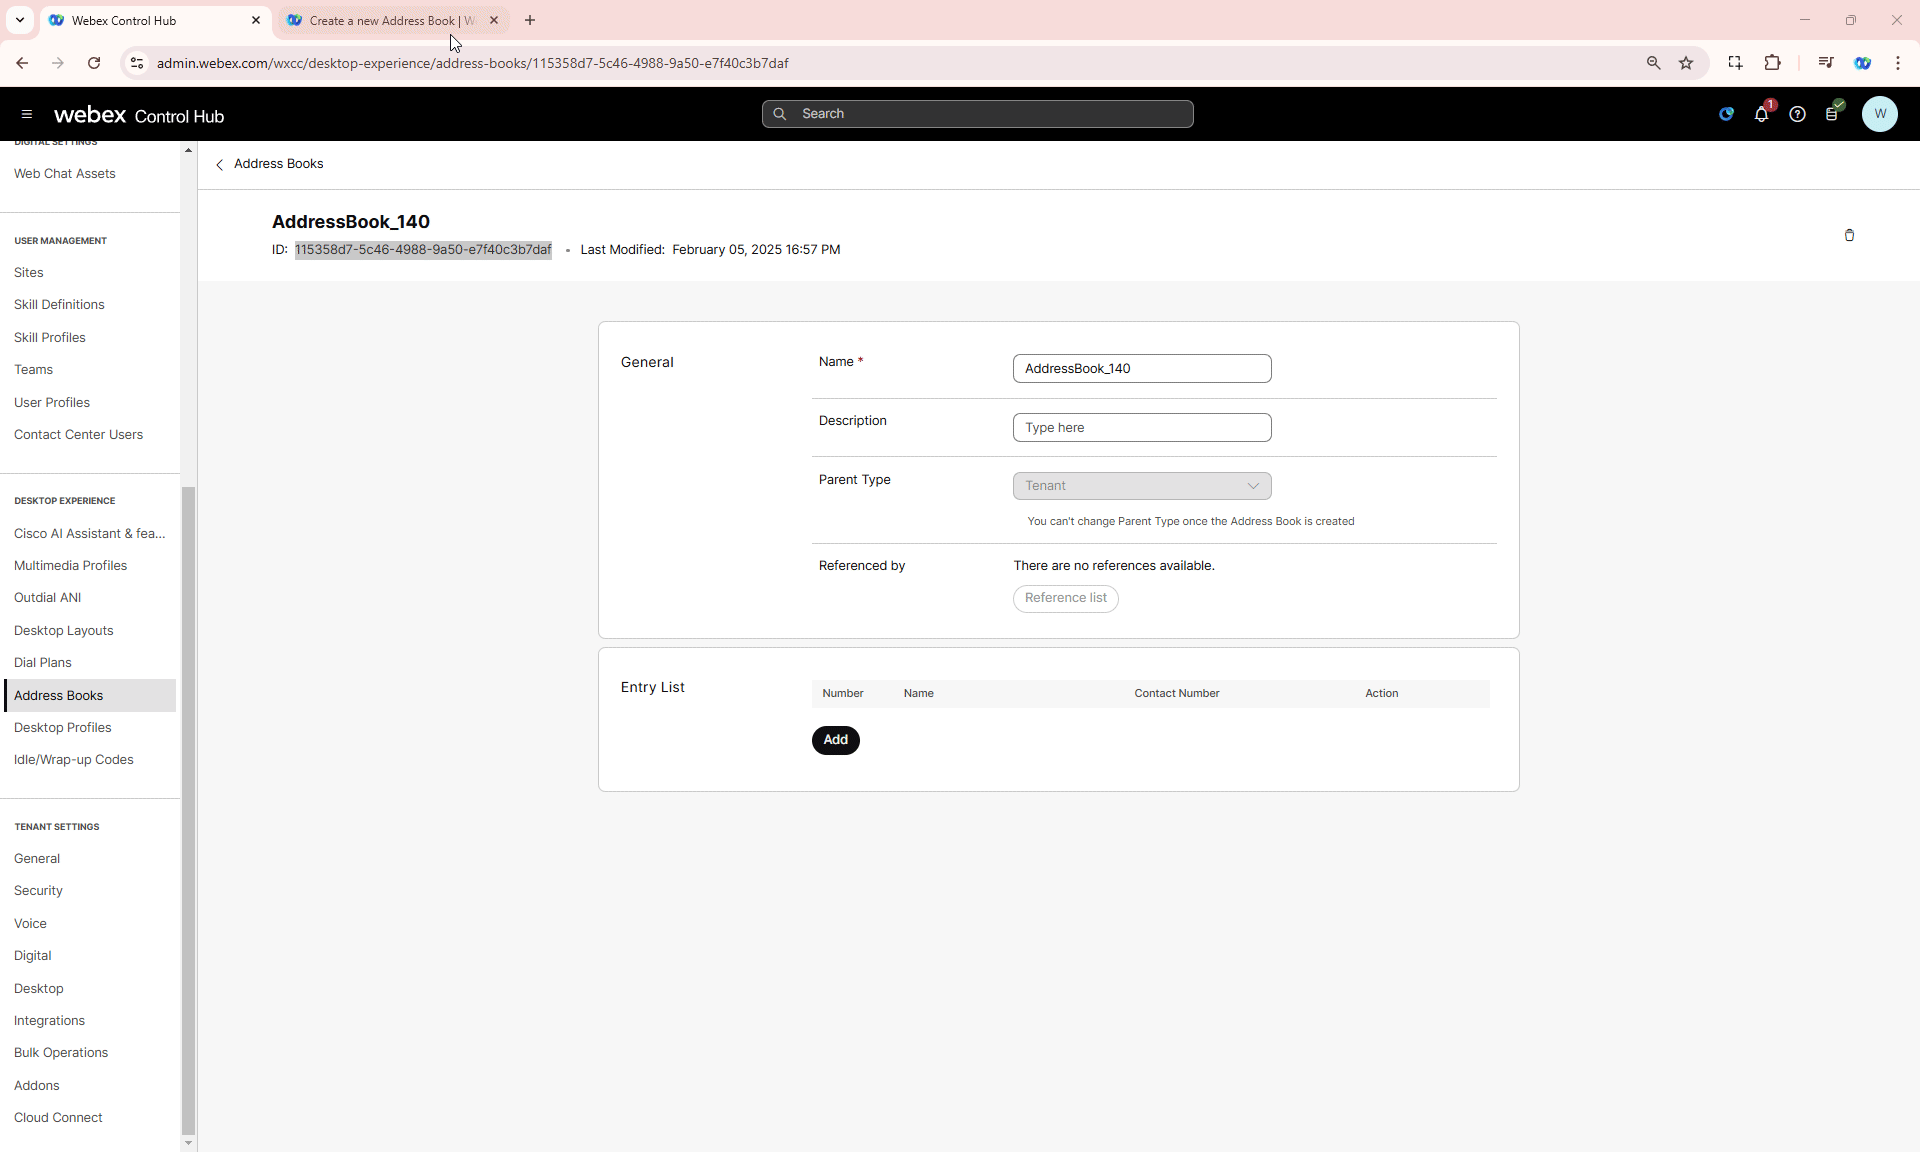 Webex Control Hub
Create a new Address Book | W
admin.webex.com/wxcc/desktop-experience/address-books/115358d7-5c46-4988-9a50-e7f40c3b7daf
webex Control Hub
Search
1
W
DIGITAL SETTINGS
Web Chat Assets
USER MANAGEMENT
Sites
Skill Definitions
Skill Profiles
Teams
User Profiles
Contact Center Users
DESKTOP EXPERIENCE
Cisco AI Assistant & fea...
Multimedia Profiles
Outdial ANI
Desktop Layouts
Dial Plans
Address Books
Desktop Profiles
Idle/Wrap-up Codes
TENANT SETTINGS
General
Security
Voice
Digital
Desktop
Integrations
Bulk Operations
Addons
Cloud Connect
Address Books
AddressBook_140
ID: 115358d7-5c46-4988-9a50-e7f40c3b7daf • Last Modified: February 05, 2025 16:57 PM
General
Name *
AddressBook_140
Description
Type here
Parent Type
Tenant
You can't change Parent Type once the Address Book is created
Referenced by
There are no references available.
Reference list
Entry List
Number Name Contact Number Action
Add